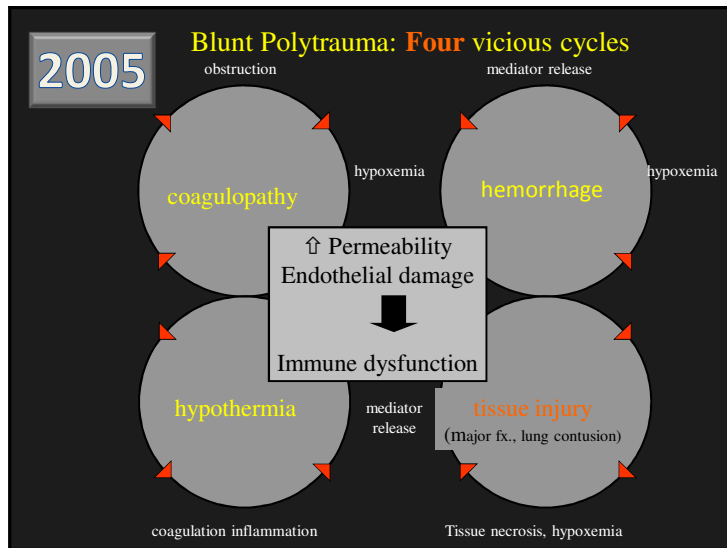 2005
Blunt Polytrauma: Four vicious cycles
obstruction
mediator release
hypoxemia
hypoxemia
coagulopathy
hemorrhage
⇧ Permeability
Endothelial damage
Immune dysfunction
hypothermia
mediator
release
tissue injury
(major fx., lung contusion)
coagulation inflammation
Tissue necrosis, hypoxemia